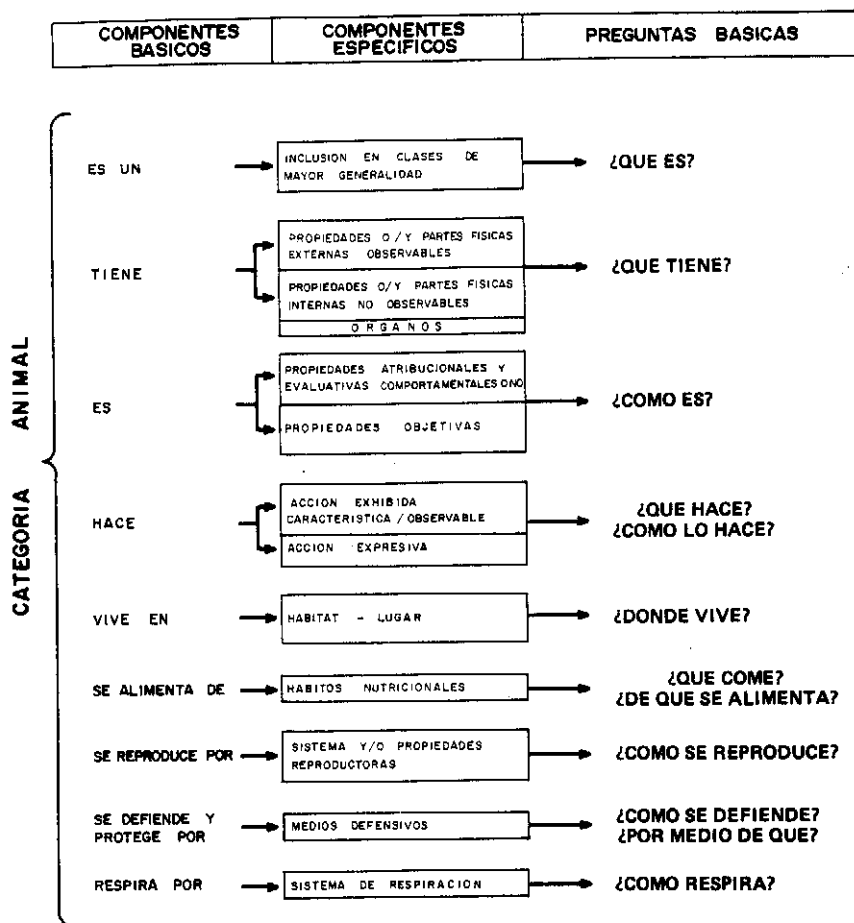 COMPONENTES BASICOS
COMPONENTES ESPECIFICOS
PREGUNTAS BASICAS
CATEGORIA ANIMAL
ES UN
INCLUSION EN CLASES DE
MAYOR GENERALIDAD
¿QUE ES?
TIENE
PROPIEDADES O/Y PARTES FISICAS
EXTERNAS OBSERVABLES
PROPIEDADES O/Y PARTES FISICAS
INTERNAS NO OBSERVABLES
ORGANOS
¿QUE TIENE?
ES
PROPIEDADES ATRIBUCIONALES Y
EVALUATIVAS COMPORTAMENTALES O NO
PROPIEDADES OBJETIVAS
¿COMO ES?
HACE
ACCION EXHIBIDA
CARACTERISTICA / OBSERVABLE
ACCION EXPRESIVA
¿QUE HACE?
¿COMO LO HACE?
VIVE EN
HABITAT - LUGAR
¿DONDE VIVE?
SE ALIMENTA DE
HABITOS NUTRICIONALES
¿QUE COME?
¿DE QUE SE ALIMENTA?
SE REPRODUCE POR
SISTEMA Y/O PROPIEDADES
REPRODUCTORAS
¿COMO SE REPRODUCE?
SE DEFIENDE Y
PROTEGE POR
MEDIOS DEFENSIVOS
¿COMO SE DEFIENDE?
¿POR MEDIO DE QUE?
RESPIRA POR
SISTEMA DE RESPIRACION
¿COMO RESPIRA?